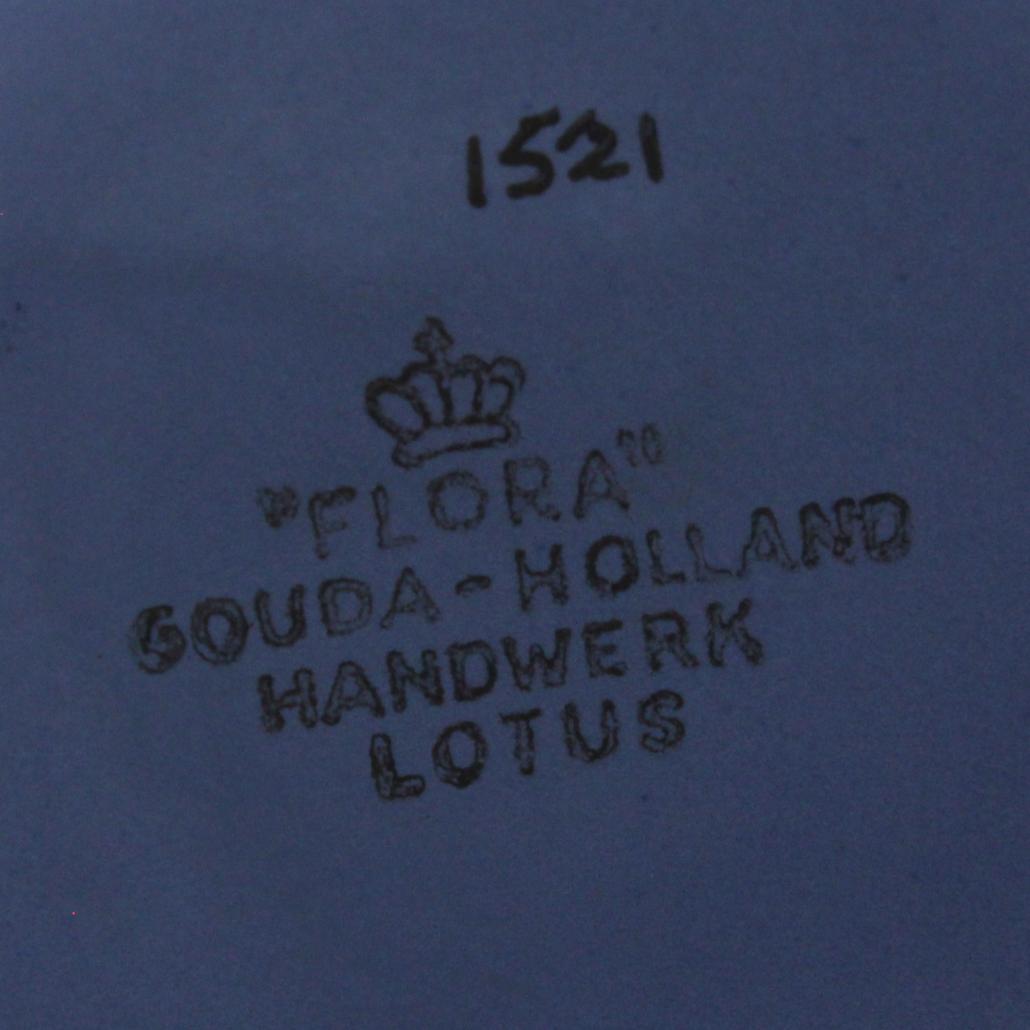 1521
"FLORA"
GOUDA-HOLLAND
HANDWERK
LOTUS